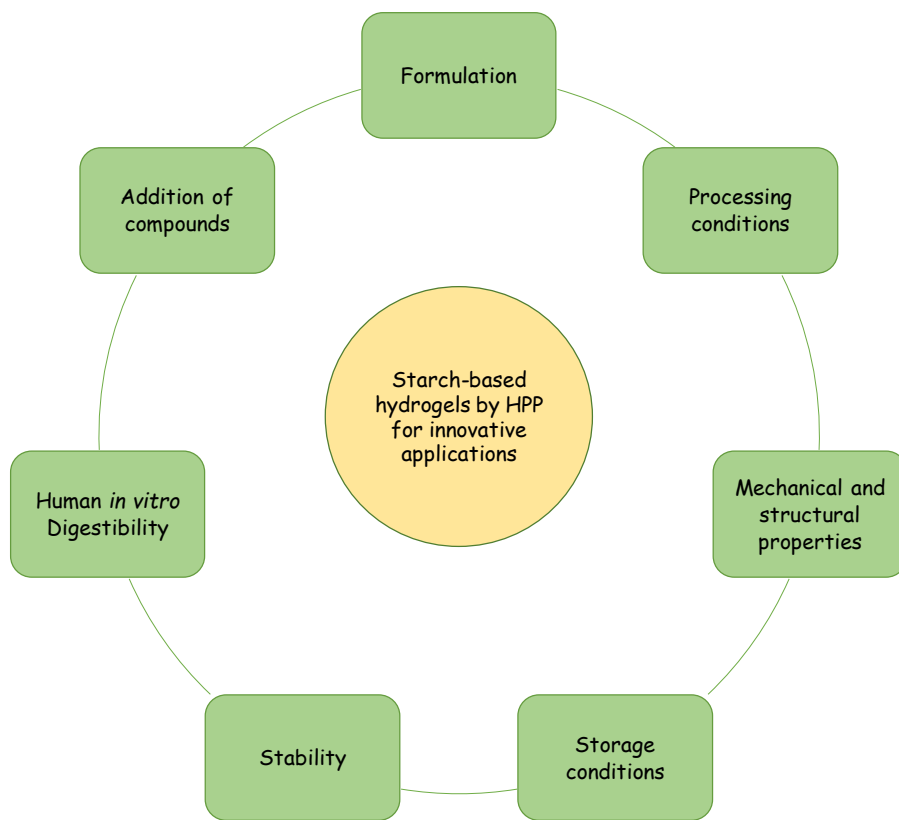 Formulation
Processing
conditions
Mechanical and
structural
properties
Storage
conditions
Stability
Human in vitro
Digestibility
Addition of
compounds
Starch-based
hydrogels by HPP
for innovative
applications